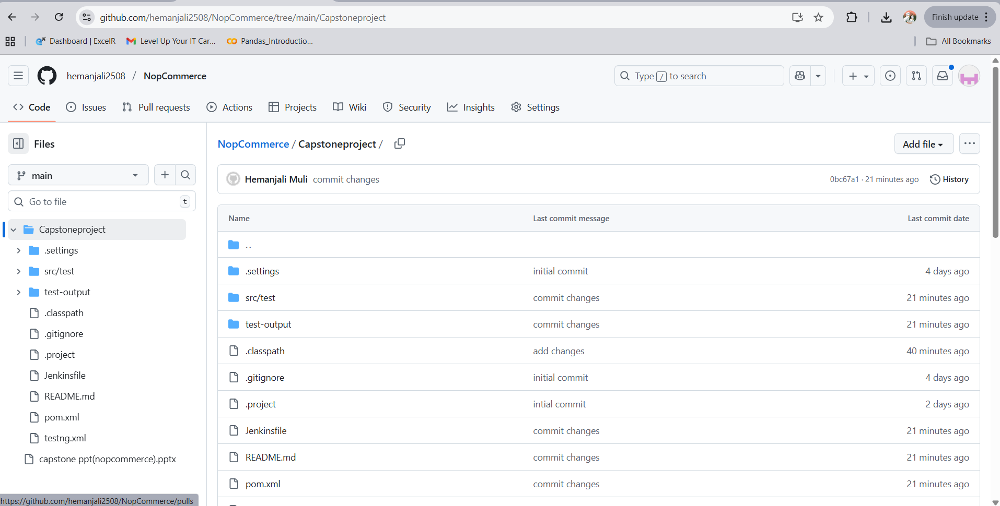 github.com/hemanjali2508/NopCommerce/tree/main/Capstoneproject
Finish update
Dashboard | ExcelR
Level Up Your IT Car...
Pandas_Introductio...
All Bookmarks
hemanjali2508 / NopCommerce
Type / to search
Code
Issues
Pull requests
Actions
Projects
Wiki
Security
Insights
Settings
Files
main
Go to file
t
Capstoneproject
.settings
src/test
test-output
.classpath
.gitignore
.project
Jenkinsfile
README.md
pom.xml
testng.xml
capstone ppt(nopcommerce).pptx
NopCommerce / Capstoneproject /
Add file
Hemanjali Muli commit changes
0bc67a1 · 21 minutes ago
History
Name Last commit message Last commit date
..
.settings initial commit 4 days ago
src/test commit changes 21 minutes ago
test-output commit changes 21 minutes ago
.classpath add changes 40 minutes ago
.gitignore initial commit 4 days ago
.project intial commit 2 days ago
Jenkinsfile commit changes 21 minutes ago
README.md commit changes 21 minutes ago
pom.xml commit changes 21 minutes ago
https://github.com/hemanjali2508/NopCommerce/pulls